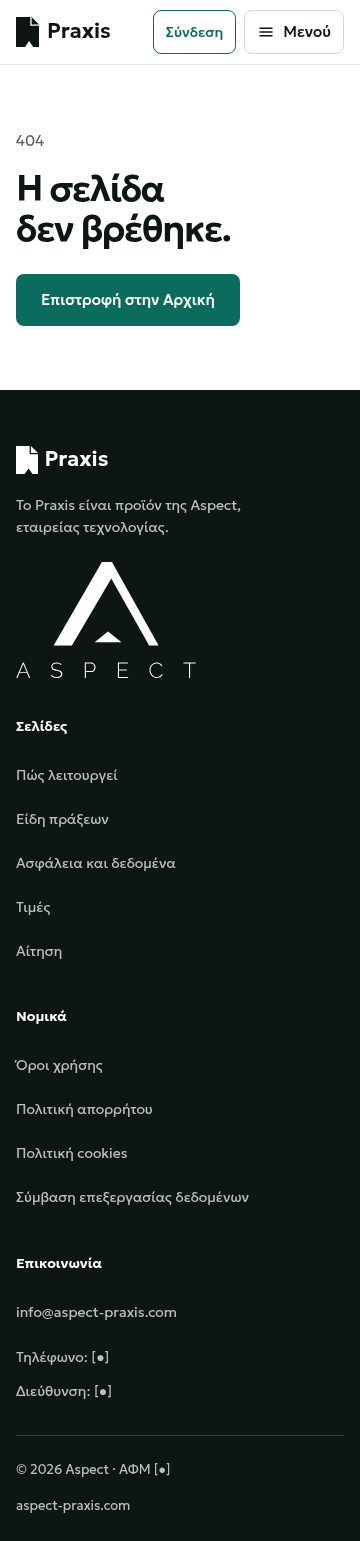 Praxis
Σύνδεση
Μενού
404
Η σελίδα
δεν βρέθηκε.
Επιστροφή στην Αρχική
Praxis
Το Praxis είναι προϊόν της Aspect,
εταιρείας τεχνολογίας.
ASPECT
Σελίδες
Πώς λειτουργεί
Είδη πράξεων
Ασφάλεια και δεδομένα
Τιμές
Αίτηση
Νομικά
Όροι χρήσης
Πολιτική απορρήτου
Πολιτική cookies
Σύμβαση επεξεργασίας δεδομένων
Επικοινωνία
info@aspect-praxis.com
Τηλέφωνο: [●]
Διεύθυνση: [●]
© 2026 Aspect · ΑΦΜ [●]
aspect-praxis.com